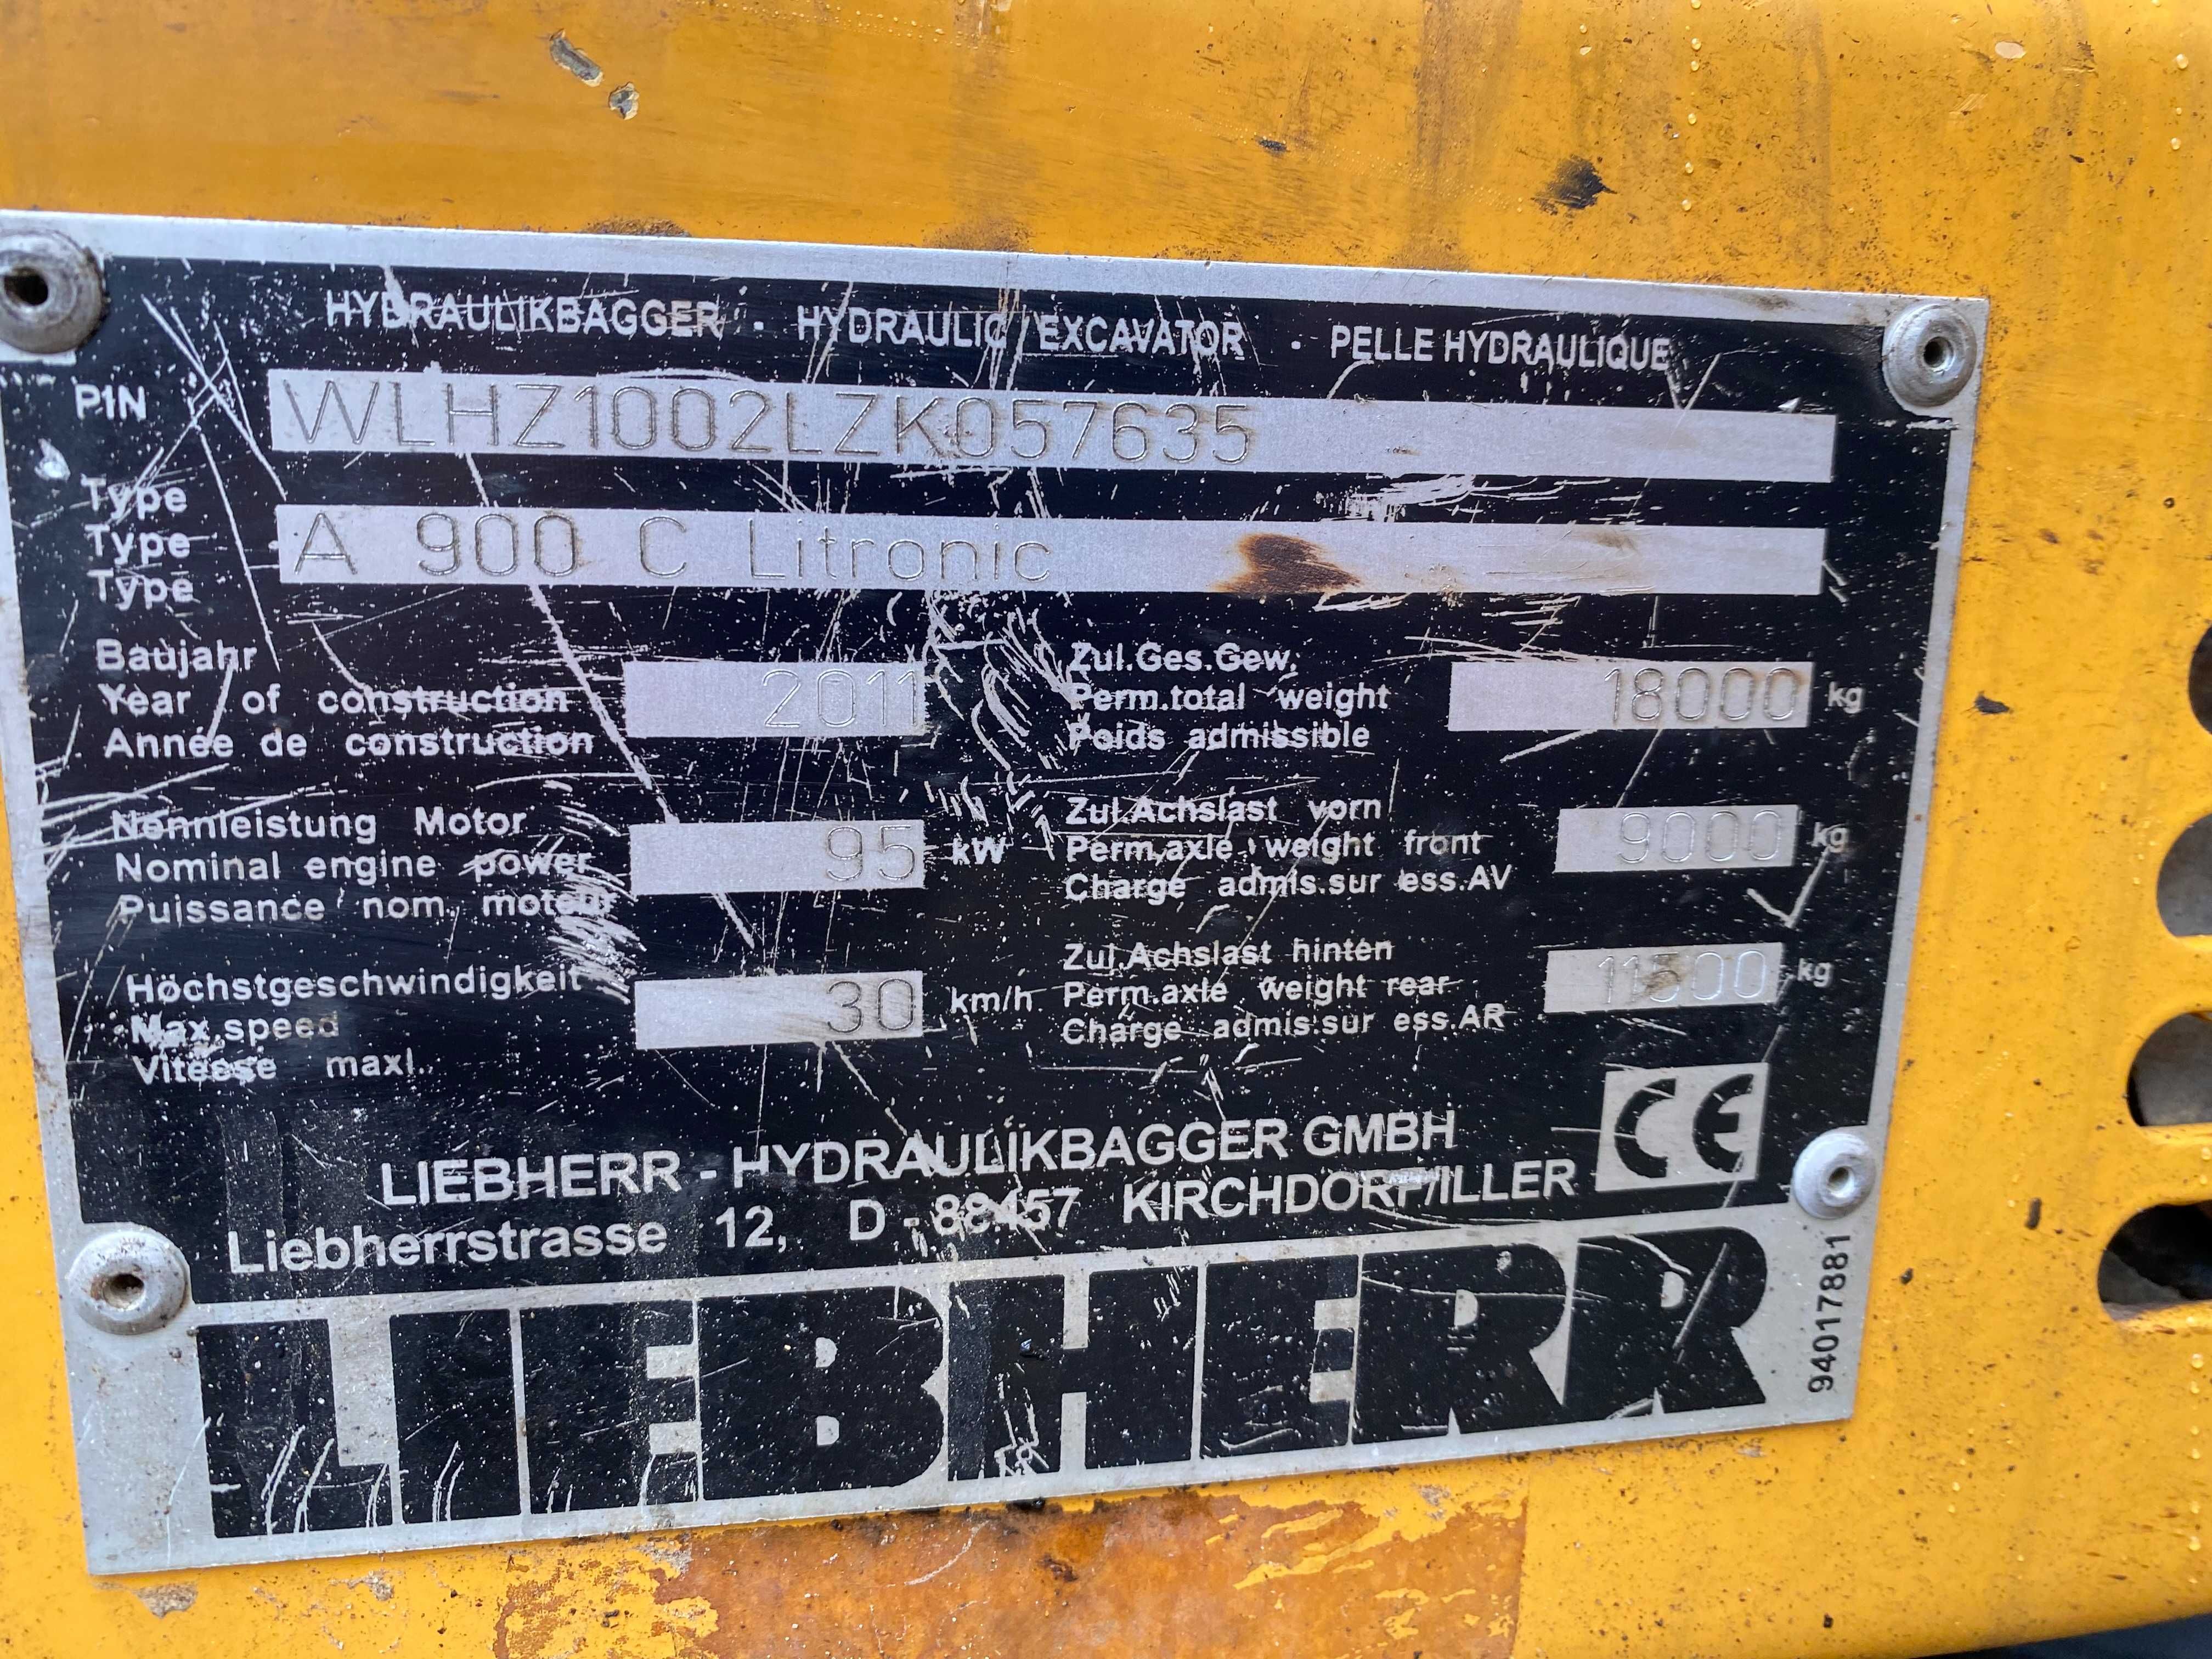 HYDRAULIKBAGGER - HYDRAULIC EXCAVATOR - PELLE HYDRAULIQUE
PIN WLHZ1002LZK057635
Type
Type A 900 C Litronic
Type
Baujahr
Year of construction 2011
Année de construction
Zul.Ges.Gew.
Perm.total weight 18000 kg
Poids admissible
Nennleistung Motor
Nominal engine power 95 kW
Puissance nom. moteur
Zul.Achslast vorn
Perm.axle weight front 9000 kg
Charge admis.sur ess.AV
Höchstgeschwindigkeit
Max.speed 30 km/h
Vitesse maxl.
Zul.Achslast hinten
Perm.axle weight rear 11500 kg
Charge admis.sur ess.AR
CE
LIEBHERR - HYDRAULIKBAGGER GMBH
Liebherrstrasse 12, D - 88457 KIRCHDORF/ILLER
LIEBHERR
94017881